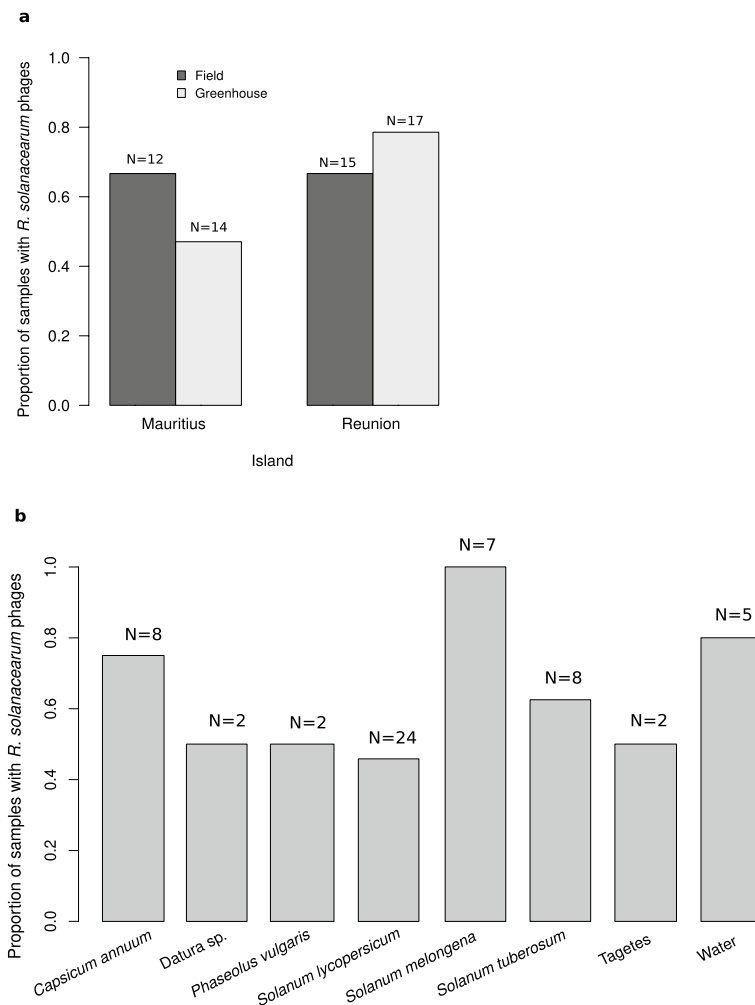 a
Proportion of samples with R. solanacearum phages
1.0
0.8
0.6
0.4
0.2
0.0
Field
Greenhouse
N=12
N=14
N=15
N=17
Mauritius
Reunion
Island
b
Proportion of samples with R. solanacearum phages
1.0
0.8
0.6
0.4
0.2
0.0
N=8
N=2
N=2
N=24
N=7
N=8
N=2
N=5
Capsicum annuum
Datura sp.
Phaseolus vulgaris
Solanum lycopersicum
Solanum melongena
Solanum tuberosum
Tagetes
Water